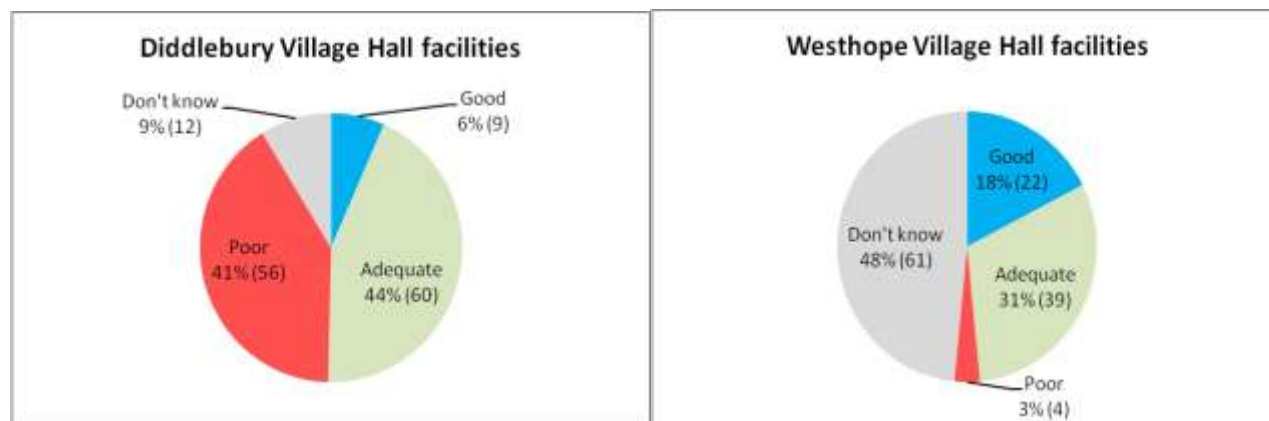 Diddlebury Village Hall facilities
Don't know
9% (12)
Good
6% (9)
Poor
41% (56)
Adequate
44% (60)
Westhope Village Hall facilities
Good
18% (22)
Don't know
48% (61)
Adequate
31% (39)
Poor
3% (4)